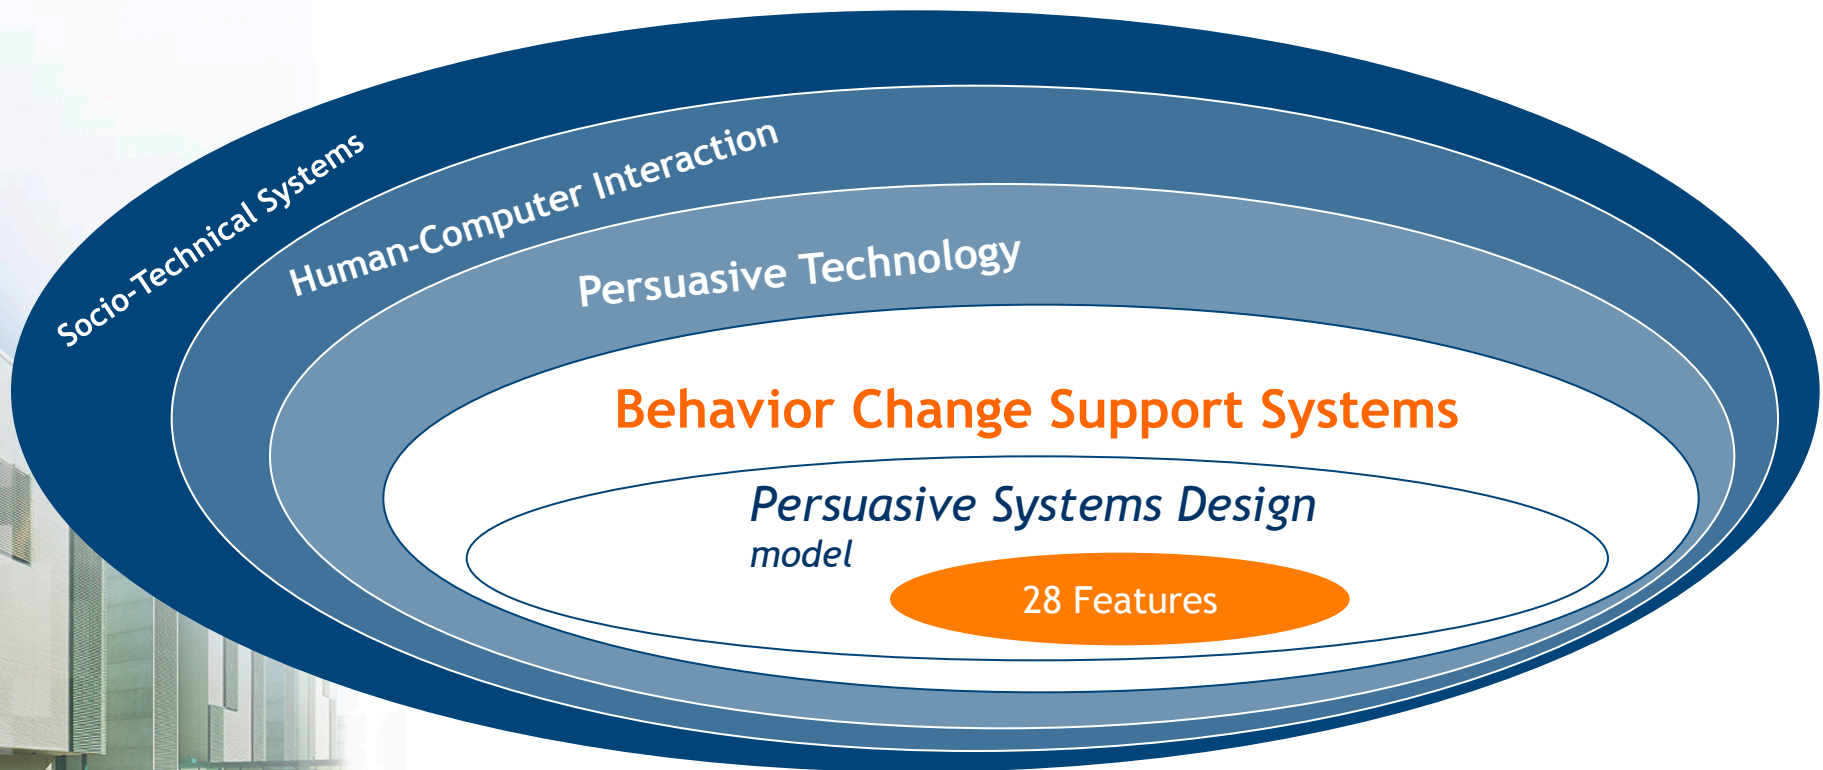 Socio-Technical Systems
Human-Computer Interaction
Persuasive Technology
Behavior Change Support Systems
Persuasive Systems Design
model
28 Features